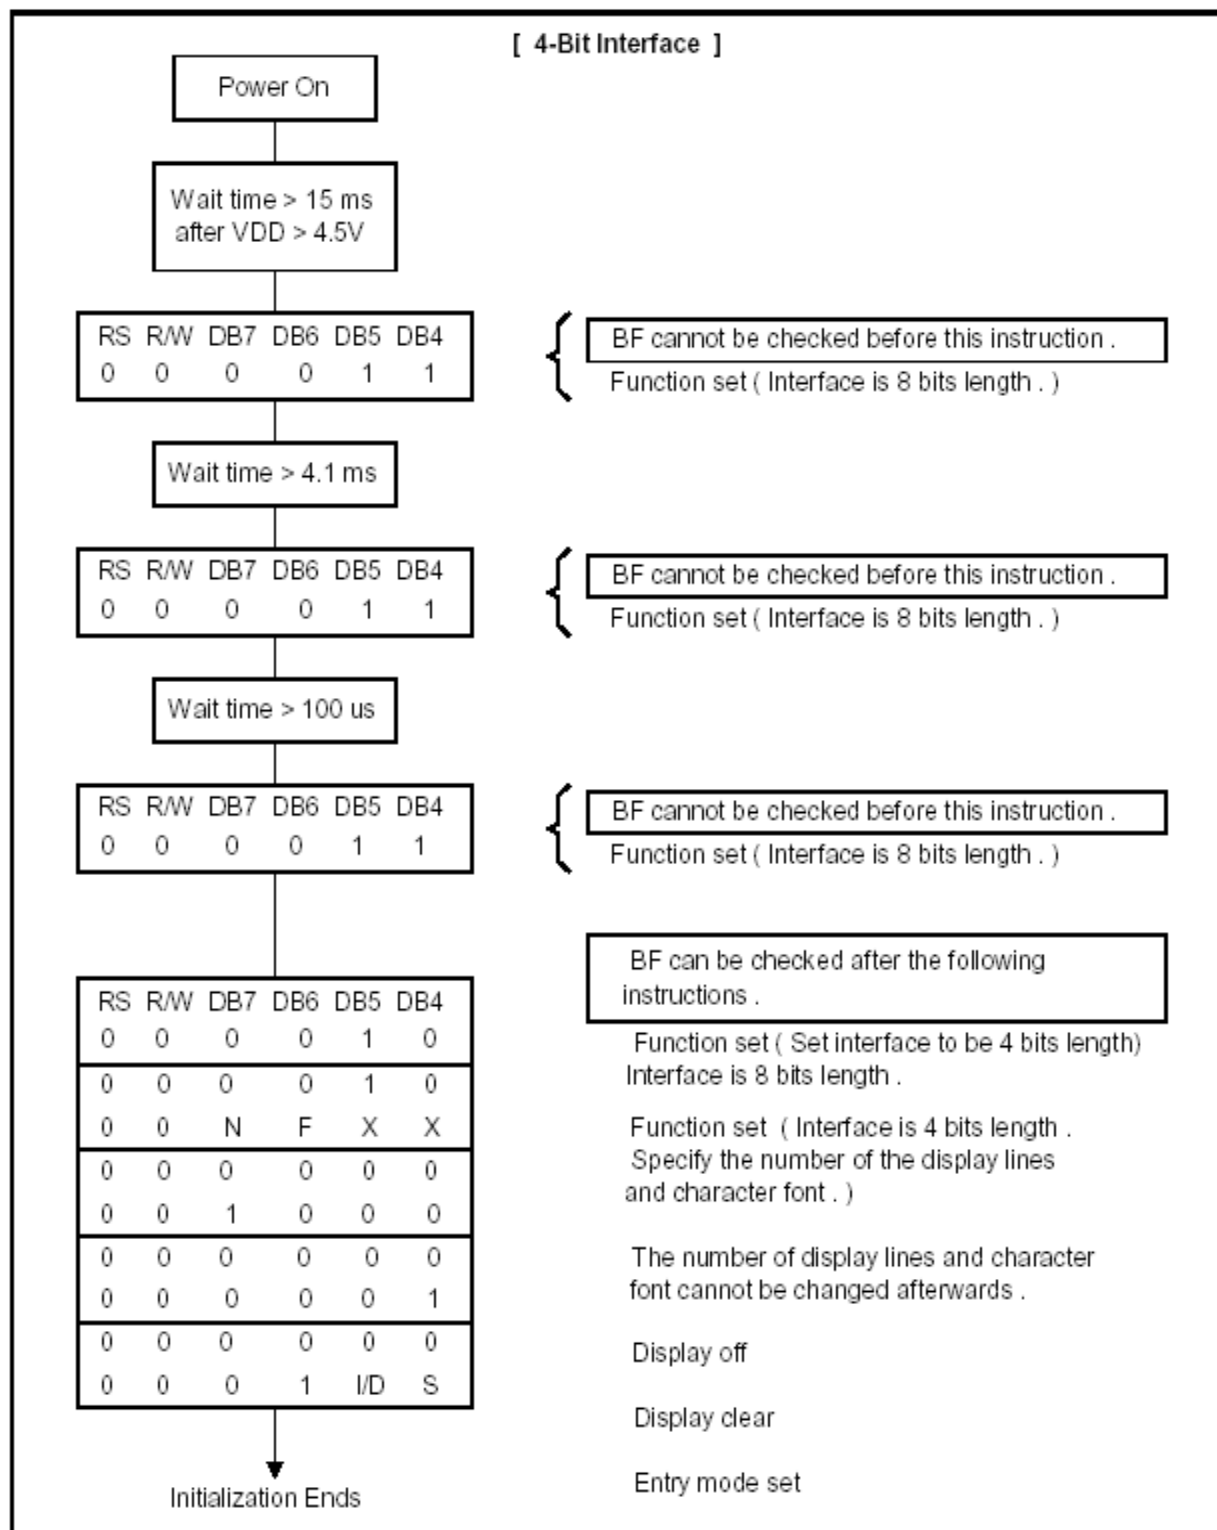 [ 4-Bit Interface ]
Power On
Wait time > 15 ms
after VDD > 4.5V
RS R/W DB7 DB6 DB5 DB4
0 0 0 0 1 1
BF cannot be checked before this instruction .
Function set ( Interface is 8 bits length . )
Wait time > 4.1 ms
RS R/W DB7 DB6 DB5 DB4
0 0 0 0 1 1
BF cannot be checked before this instruction .
Function set ( Interface is 8 bits length . )
Wait time > 100 us
RS R/W DB7 DB6 DB5 DB4
0 0 0 0 1 1
BF cannot be checked before this instruction .
Function set ( Interface is 8 bits length . )
RS R/W DB7 DB6 DB5 DB4
0 0 0 0 1 0
0 0 0 0 1 0
0 0 N F X X
0 0 0 0 0 0
0 0 1 0 0 0
0 0 0 0 0 0
0 0 0 0 0 1
0 0 0 0 0 0
0 0 0 1 I/D S
BF can be checked after the following
instructions .
Function set ( Set interface to be 4 bits length)
Interface is 8 bits length .
Function set ( Interface is 4 bits length .
Specify the number of the display lines
and character font . )
The number of display lines and character
font cannot be changed afterwards .
Display off
Display clear
Entry mode set
Initialization Ends